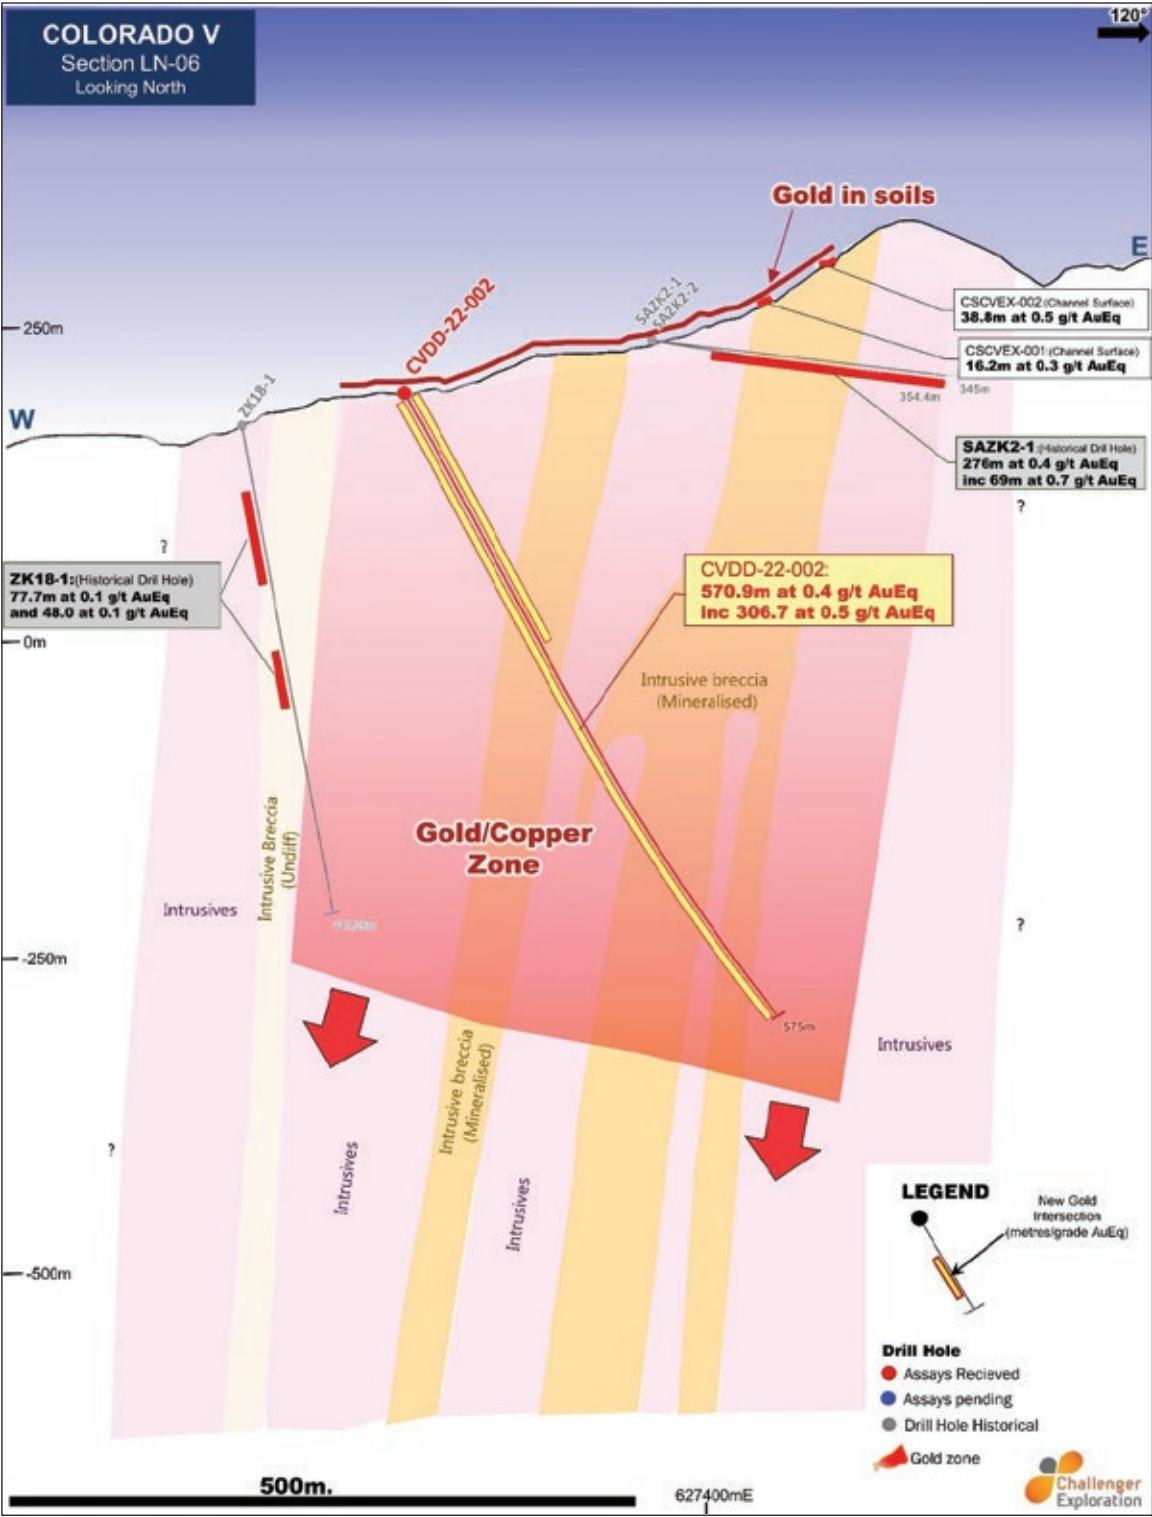 COLORADO V
Section LN-06
Looking North
120°
Gold in soils
E
CSCVEX-002 (Channel Surface)
38.8m at 0.5 g/t AuEq
SAZK2-1
SAZK2-2
CVDD-22-002
250m
CSCVEX-001:(Channel Surface)
16.2m at 0.3 g/t AuEq
345m
354.4m
ZK18-1
W
SAZK2-1:(Historical Drill Hole)
276m at 0.4 g/t AuEq
inc 69m at 0.7 g/t AuEq
?
?
ZK18-1:(Historical Dril Hole)
77.7m at 0.1 g/t AuEq
and 48.0 at 0.1 g/t AuEq
CVDD-22-002:
570.9m at 0.4 g/t AuEq
Inc 306.7 at 0.5 g/t AuEq
0m
Intrusive breccia
(Mineralised)
Gold/Copper
Zone
Intrusive Breccia
(Undiff)
Intrusives
?
-250m
575m
Intrusives
Intrusive breccia
(Mineralised)
?
Intrusives
Intrusives
LEGEND
New Gold
Intersection
(metres/grade AuEq)
-500m
Drill Hole
Assays Recieved
Assays pending
Drill Hole Historical
Gold zone
500m.
627400mE
Challenger
Exploration